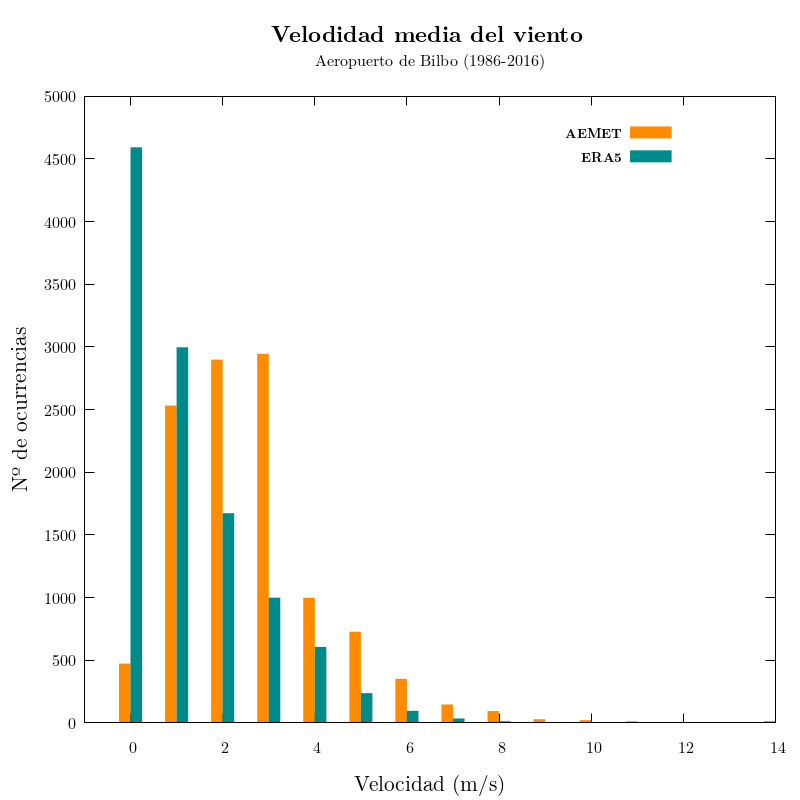 Velodidad media del viento
Aeropuerto de Bilbo (1986-2016)
AEMET
ERA5
5000
4500
4000
3500
3000
2500
2000
1500
1000
500
0
Nº de ocurrencias
0 2 4 6 8 10 12 14
Velocidad (m/s)